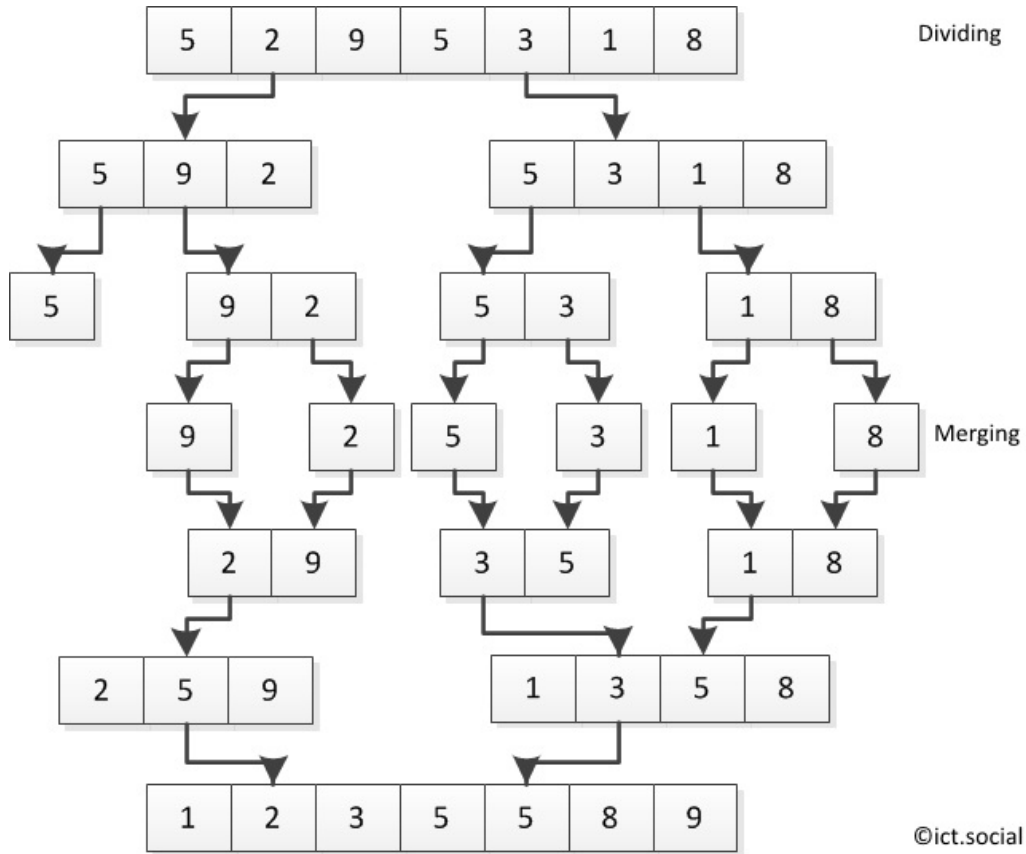 5 2 9 5 3 1 8 Dividing
5 9 2 5 3 1 8
5 9 2 5 3 1 8
9 2 5 3 1 8 Merging
2 9 3 5 1 8
2 5 9 1 3 5 8
1 2 3 5 5 8 9
©ict.social